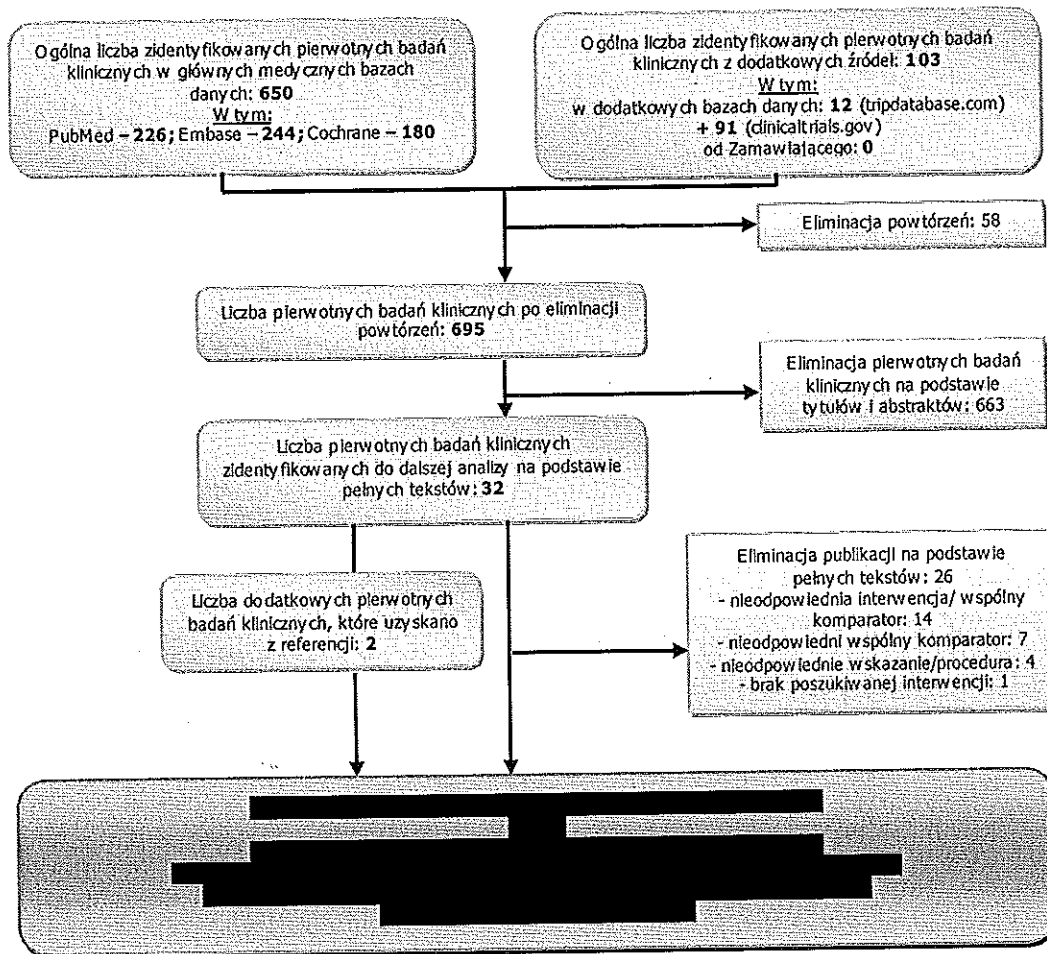 Ogólna liczba zidentyfikowanych pierwotnych badań
klinicznych w głównych medycznych bazach
danych: 650
W tym:
PubMed – 226; Embase – 244; Cochrane – 180
Ogólna liczba zidentyfikowanych pierwotnych badań
klinicznych z dodatkowych źródeł: 103
W tym:
w dodatkowych bazach danych: 12 (tripdatabase.com)
+ 91 (clinicaltrials.gov)
od Zamawiającego: 0
Eliminacja powtórzeń: 58
Liczba pierwotnych badań klinicznych po eliminacji
powtórzeń: 695
Eliminacja pierwotnych badań
klinicznych na podstawie
tytułów i abstraktów: 663
Liczba pierwotnych badań klinicznych
zidentyfikowanych do dalszej analizy na podstawie
pełnych tekstów: 32
Eliminacja publikacji na podstawie
pełnych tekstów: 26
- nieodpowiednia interwencja/ wspólny
komparator: 14
- nieodpowiedni wspólny komparator: 7
- nieodpowiednie wskazanie/procedura: 4
- brak poszukiwanej interwencji: 1
Liczba dodatkowych pierwotnych
badań klinicznych, które uzyskano
z referencji: 2